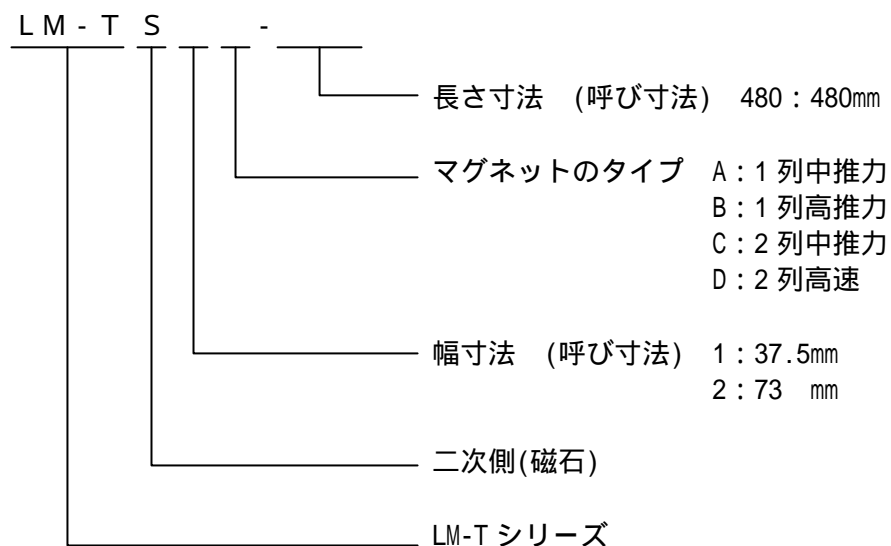 LM-TS -
長さ寸法 (呼び寸法) 480:480㎜
マグネットのタイプ A:1列中推力
B:1列高推力
C:2列中推力
D:2列高速
幅寸法 (呼び寸法) 1:37.5㎜
2:73 ㎜
二次側(磁石)
LM-Tシリーズ